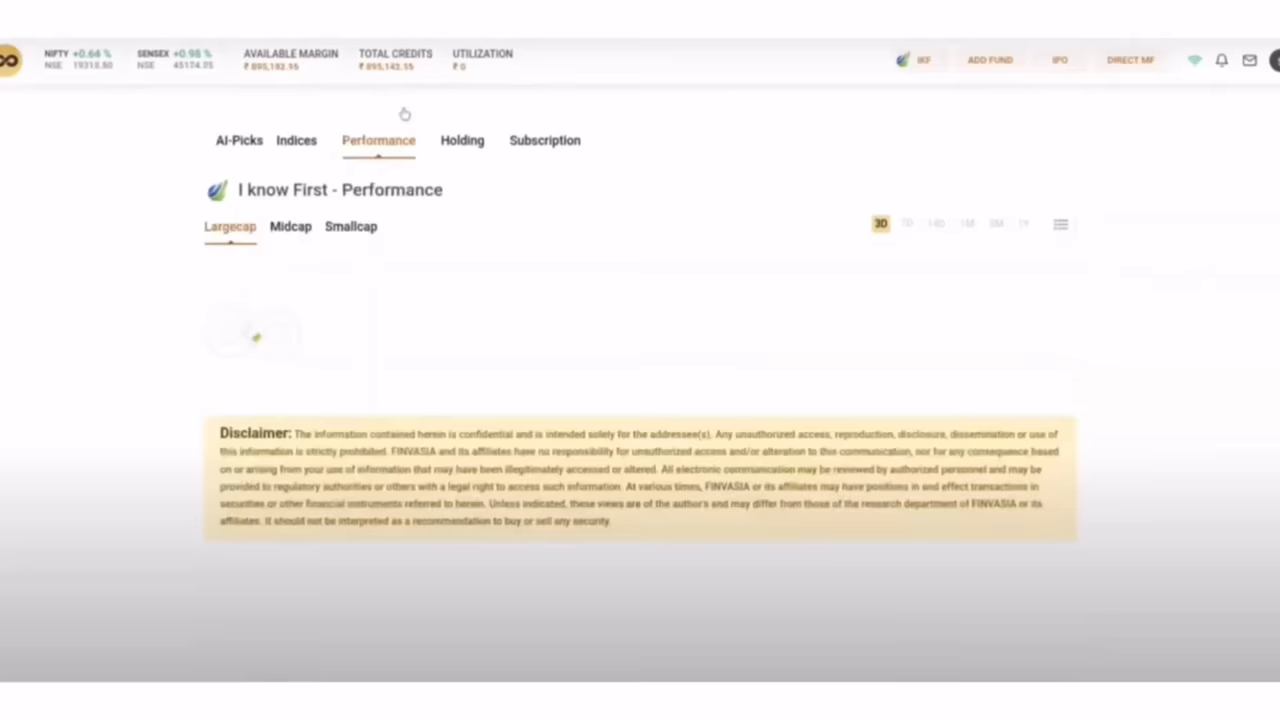 NIFTY +0.64 % SENSEX +0.98 % AVAILABLE MARGIN TOTAL CREDITS UTILIZATION
NSE NSE ₹ 0
IKF ADD FUND IPO DIRECT MF
AI-Picks Indices Performance Holding Subscription
I know First - Performance
Largecap Midcap Smallcap
3D 7D 14D 1M 1Y
Disclaimer: The information contained herein is confidential and is intended solely for the addressee(s). Any unauthorized access, reproduction, disclosure, dissemination or use of
this information is strictly prohibited. FINVASIA and its affiliates have no responsibility for unauthorized access and/or alteration to this communication, nor for any consequence based
on or arising from your use of information that may have been illegitimately accessed or altered. All electronic communication may be reviewed by authorized personnel and may be
provided to regulatory authorities or others with a legal right to access such information. At various times, FINVASIA or its affiliates may have positions in and effect transactions in
securities or other financial instruments referred to herein. Unless indicated, these views are of the authors and may differ from those of the research department of FINVASIA or its
affiliates. It should not be interpreted as a recommendation to buy or sell any security.